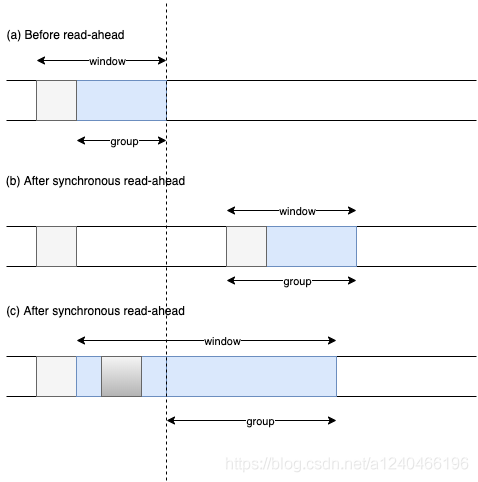 (a) Before read-ahead
window
group
(b) After synchronous read-ahead
window
group
(c) After synchronous read-ahead
window
group
https://blog.csdn.net/a1240466196